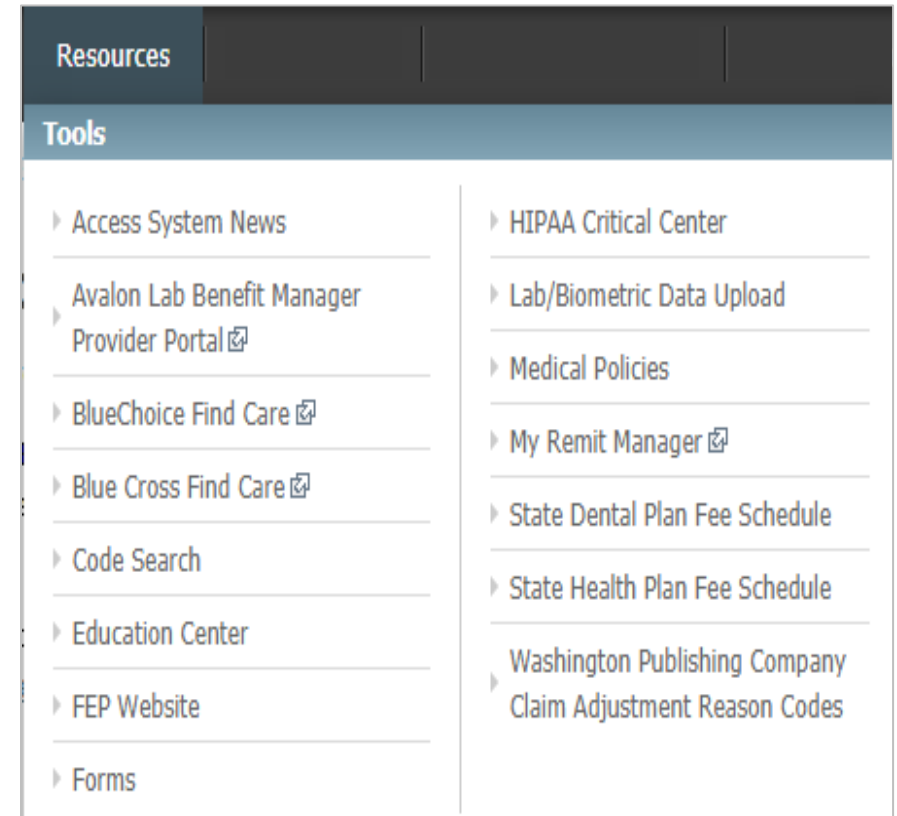 Resources
Tools
Access System News
Avalon Lab Benefit Manager
Provider Portal
BlueChoice Find Care
Blue Cross Find Care
Code Search
Education Center
FEP Website
Forms
HIPAA Critical Center
Lab/Biometric Data Upload
Medical Policies
My Remit Manager
State Dental Plan Fee Schedule
State Health Plan Fee Schedule
Washington Publishing Company
Claim Adjustment Reason Codes